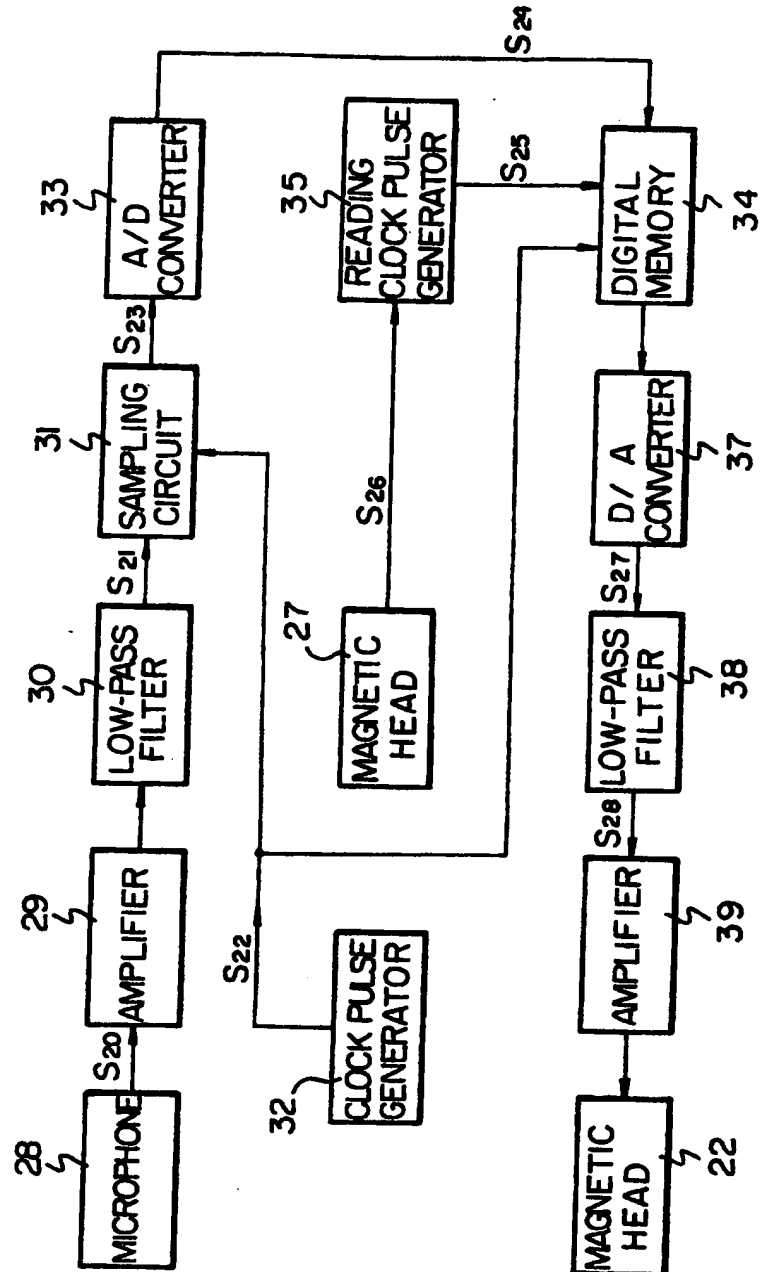 28
MICROPHONE
S20
29
AMPLIFIER
30
LOW-PASS
FILTER
S21
31
SAMPLING
CIRCUIT
S23
33
A/D
CONVERTER
S24
32
CLOCK PULSE
GENERATOR
S22
27
MAGNETIC
HEAD
S26
35
READING
CLOCK PULSE
GENERATOR
S25
DIGITAL
MEMORY
34
D/A
CONVERTER
37
S27
LOW-PASS
FILTER
38
S28
AMPLIFIER
39
MAGNETIC
HEAD
22